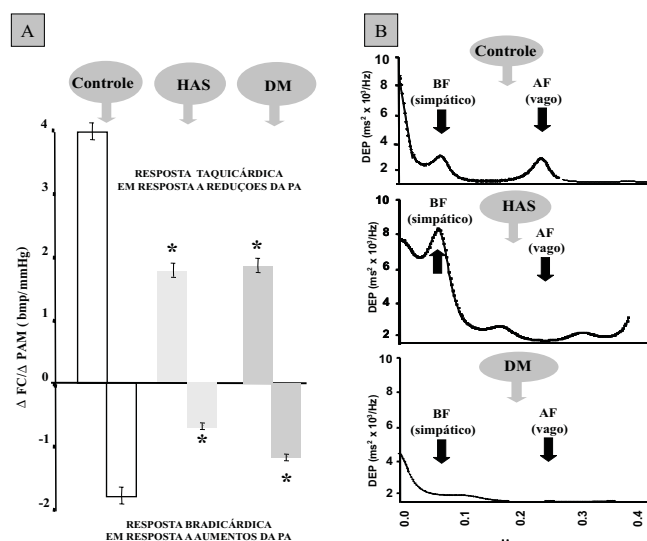 A
Controle
HAS
DM
Δ FC/Δ PAM ( bmp/mmHg)
4
3
2
1
0
-1
-2
RESPOSTA TAQUICÁRDICA
EM RESPOSTA A REDUÇOES DA PA
*
*
*
*
RESPOSTA BRADICÁRDICA
EM RESPOSTA A AUMENTOS DA PA
B
Controle
DEP (ms² x 10³/Hz)
10
8
6
4
2
BF
(simpático)
AF
(vago)
HAS
DEP (ms² x 10³/Hz)
10
8
6
4
2
BF
(simpático)
AF
(vago)
DM
DEP (ms² x 10³/Hz)
10
8
6
4
2
BF
(simpático)
AF
(vago)
0.0
0.1
0.2
0.3
0.4